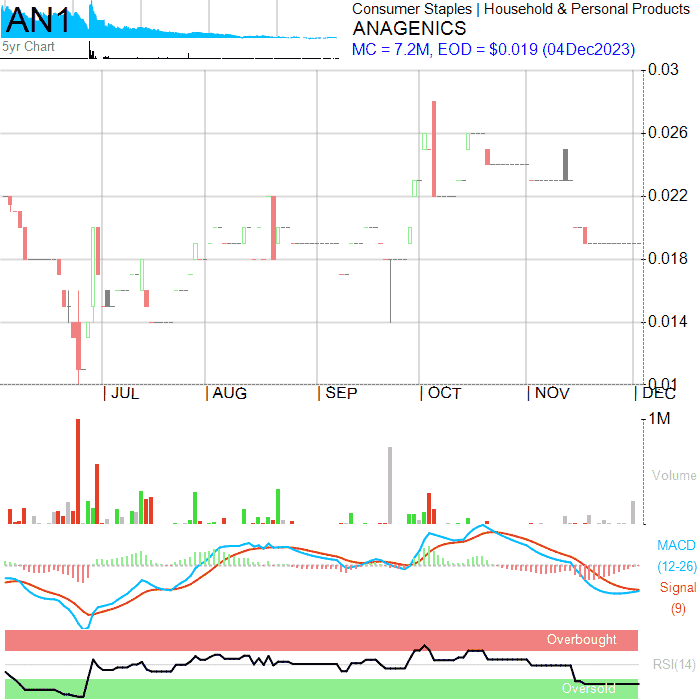 AN1
5yr Chart
Consumer Staples | Household & Personal Products
ANAGENICS
MC = 7.2M, EOD = $0.019 (04Dec2023)
0.03
0.026
0.022
0.018
0.014
0.01
JUL AUG SEP OCT NOV DEC
1M
Volume
MACD
(12-26)
Signal
(9)
Overbought
RSI(14)
Oversold